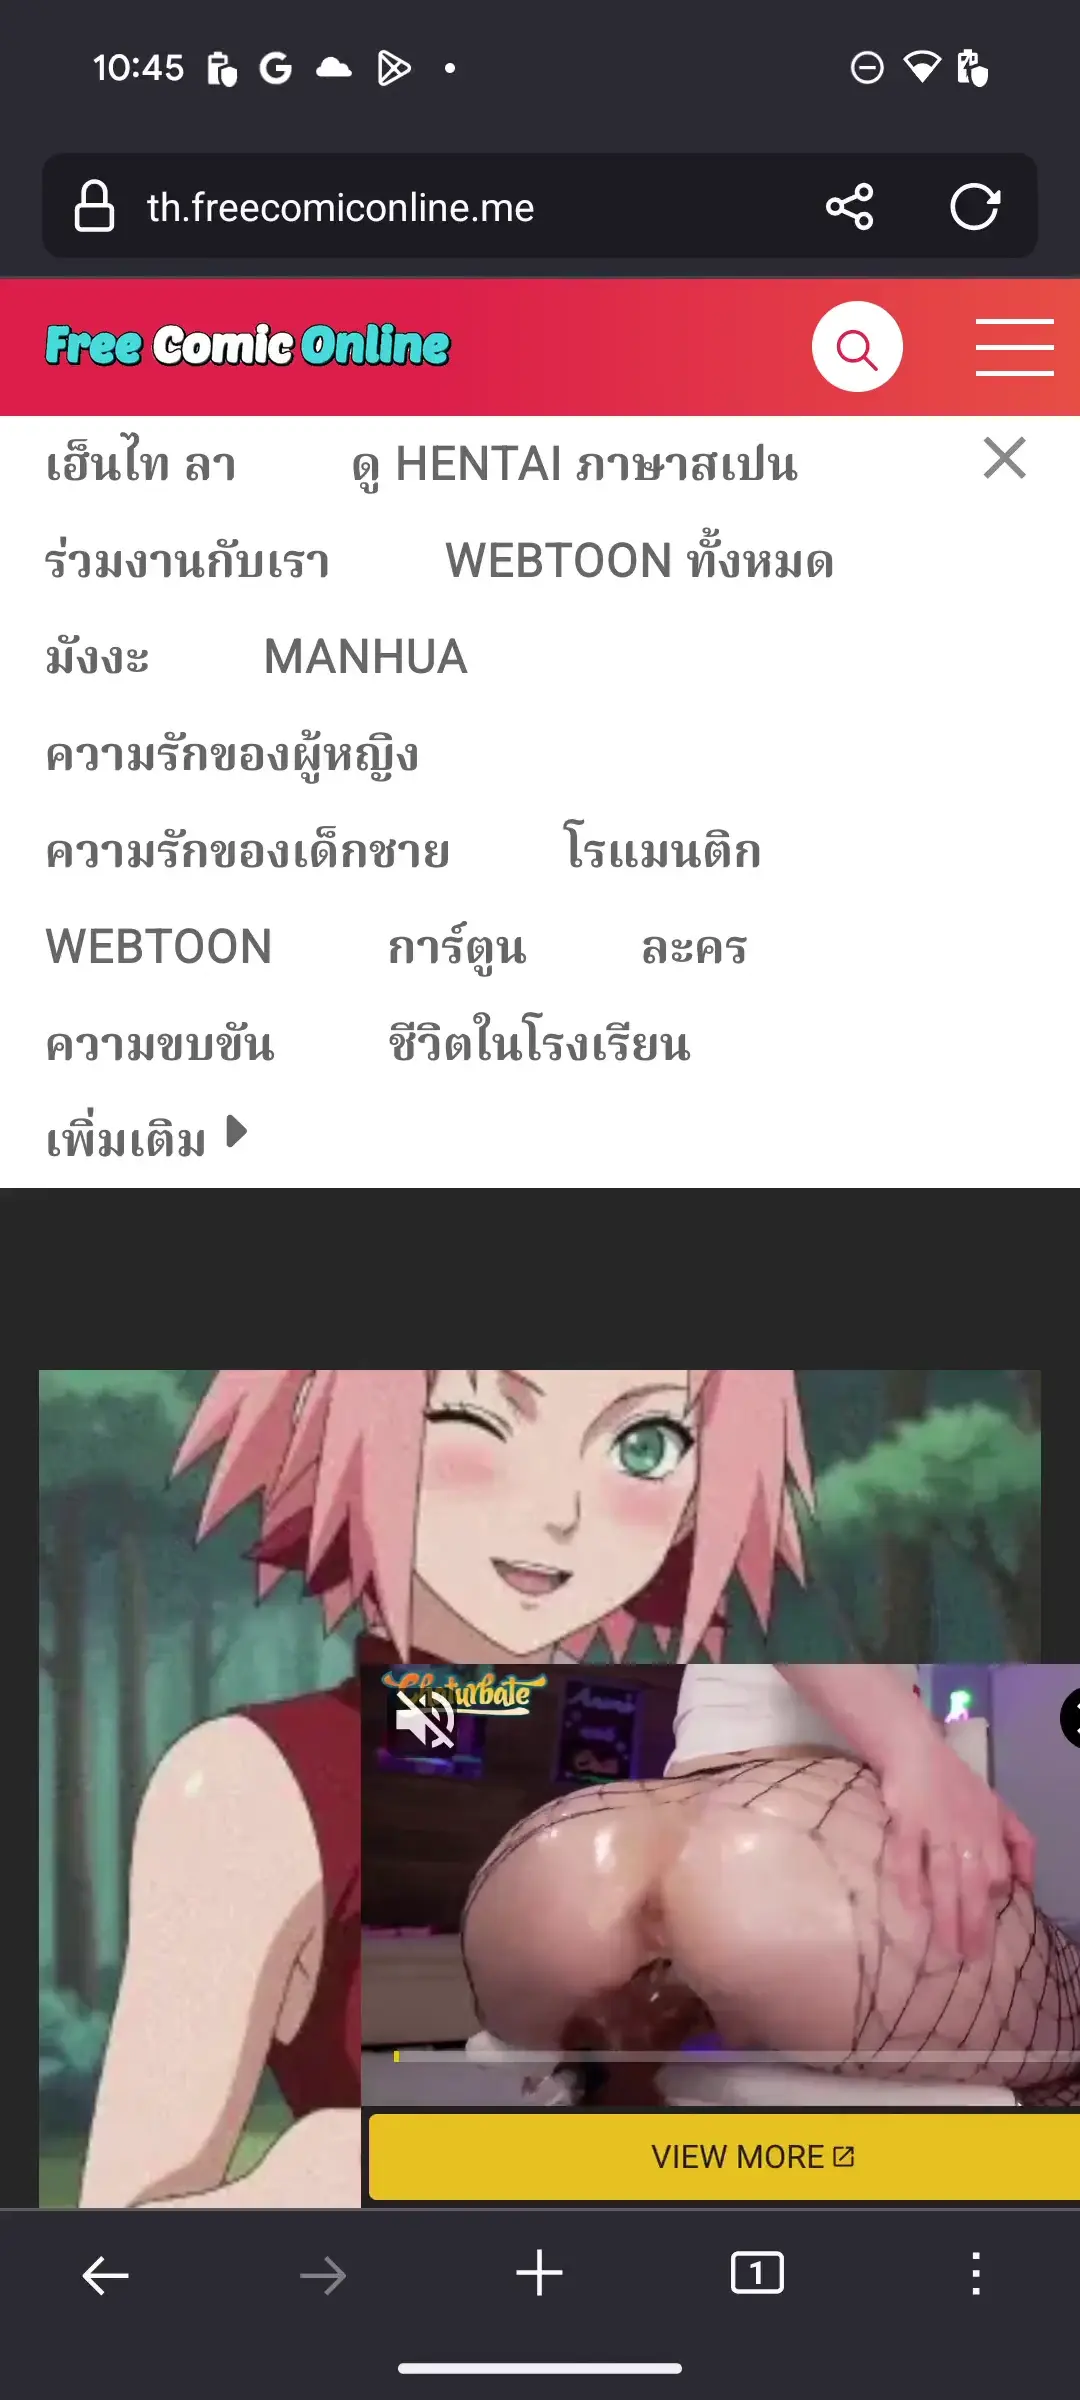 10:45
th.freecomiconline.me
Free Comic Online
เฮ็นไท ลา ดู HENTAI ภาษาสเปน
ร่วมงานกับเรา WEBTOON ทั้งหมด
มังงะ MANHUA
ความรักของผู้หญิง
ความรักของเด็กชาย โรแมนติก
WEBTOON การ์ตูน ละคร
ความขบขัน ชีวิตในโรงเรียน
เพิ่มเติม
Chaturbate
VIEW MORE
1